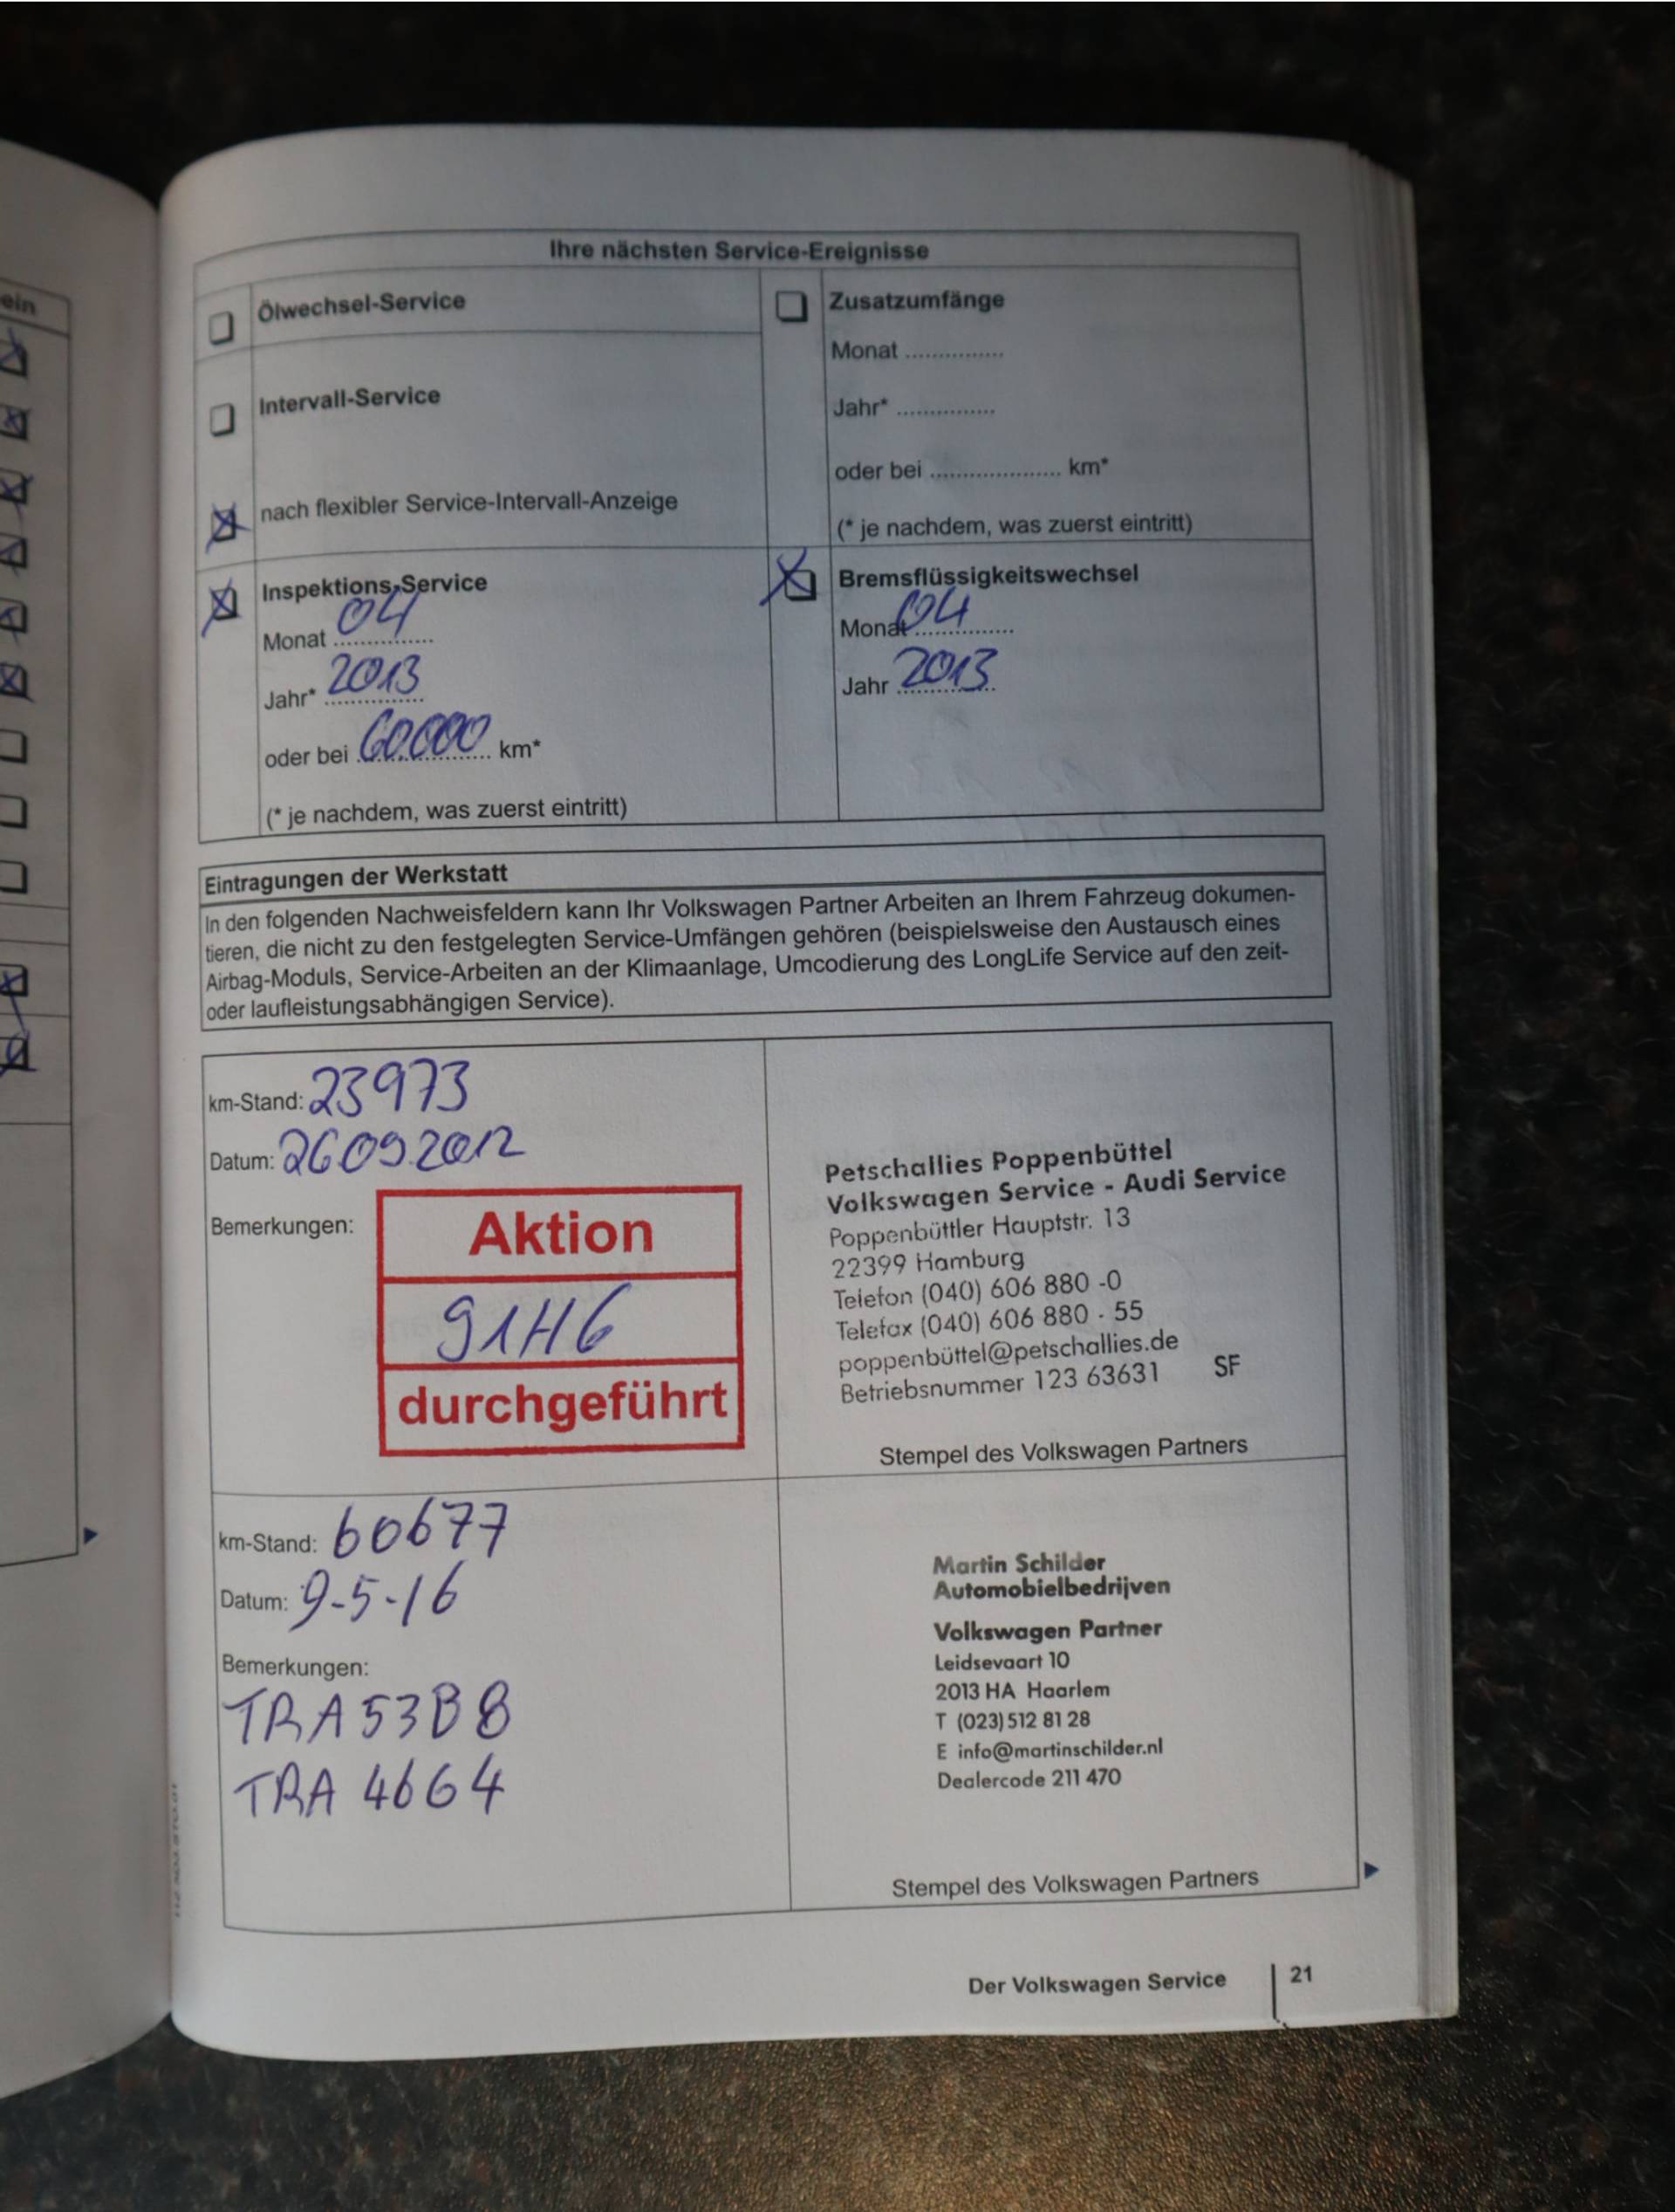 ein
Ihre nächsten Service-Ereignisse
Ölwechsel-Service
Intervall-Service
nach flexibler Service-Intervall-Anzeige
Zusatzumfänge
Monat ...............
Jahr* ...............
oder bei .................... km*
(* je nachdem, was zuerst eintritt)
Inspektions-Service
Monat 04
Jahr* 2013
oder bei 60.000 km*
(* je nachdem, was zuerst eintritt)
Bremsflüssigkeitswechsel
Monat 04
Jahr 2013
Eintragungen der Werkstatt
In den folgenden Nachweisfeldern kann Ihr Volkswagen Partner Arbeiten an Ihrem Fahrzeug dokumen-
tieren, die nicht zu den festgelegten Service-Umfängen gehören (beispielsweise den Austausch eines
Airbag-Moduls, Service-Arbeiten an der Klimaanlage, Umcodierung des LongLife Service auf den zeit-
oder laufleistungsabhängigen Service).
km-Stand: 23973
Datum: 26.09.2012
Bemerkungen:
Aktion
91H6
durchgeführt
Petschallies Poppenbüttel
Volkswagen Service - Audi Service
Poppenbüttler Hauptstr. 13
22399 Hamburg
Telefon (040) 606 880 -0
Telefax (040) 606 880 - 55
poppenbüttel@petschallies.de
Betriebsnummer 123 63631 SF
Stempel des Volkswagen Partners
km-Stand: 60677
Datum: 9-5-16
Bemerkungen:
TRA 53B8
TRA 4664
Martin Schilder
Automobielbedrijven
Volkswagen Partner
Leidsevaart 10
2013 HA Haarlem
T (023) 512 81 28
E info@martinschilder.nl
Dealercode 211 470
Stempel des Volkswagen Partners
Der Volkswagen Service 21